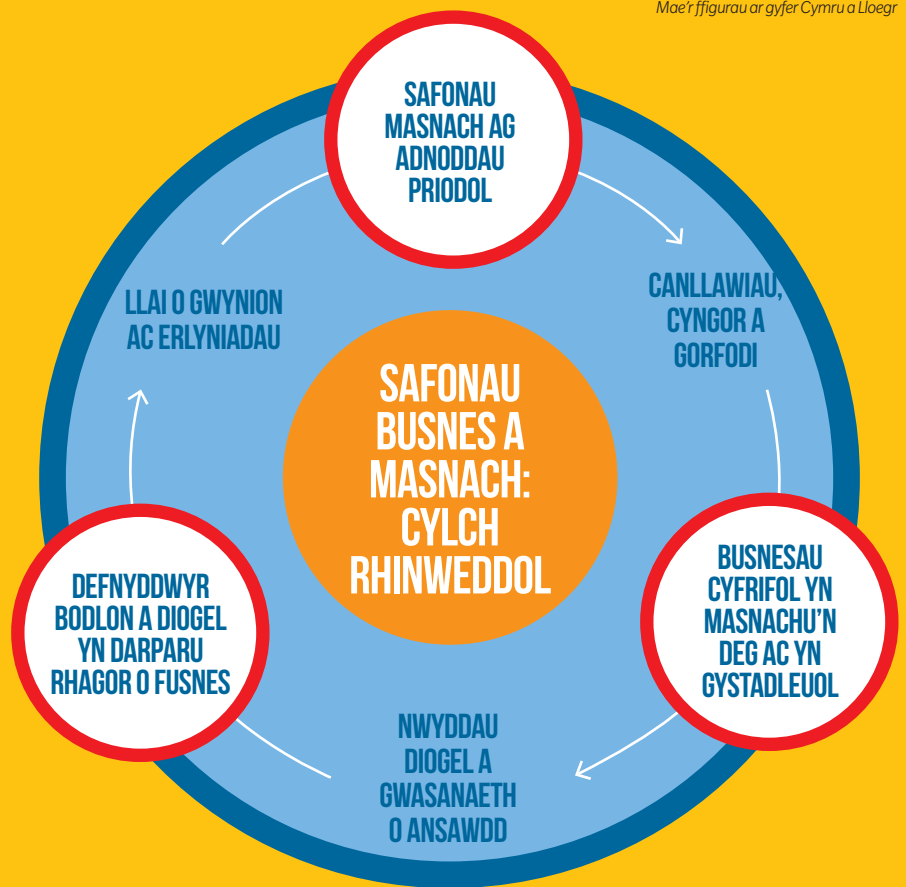 Mae'r ffigurau ar gyfer Cymru a Lloegr
SAFONAU
MASNACH AG
ADNODDAU
PRIODOL
CANLLAWIAU,
CYNGOR A
GORFODI
BUSNESAU
CYFRIFOL YN
MASNACHU'N
DEG AC YN
GYSTADLEUOL
NWYDDAU
DIOGEL A
GWASANAETH
O ANSAWDD
DEFNYDDWYR
BODLON A DIOGEL
YN DARPARU
RHAGOR O FUSNES
LLAI O GWYNION
AC ERLYNIADAU
SAFONAU
BUSNES A
MASNACH:
CYLCH
RHINWEDDOL